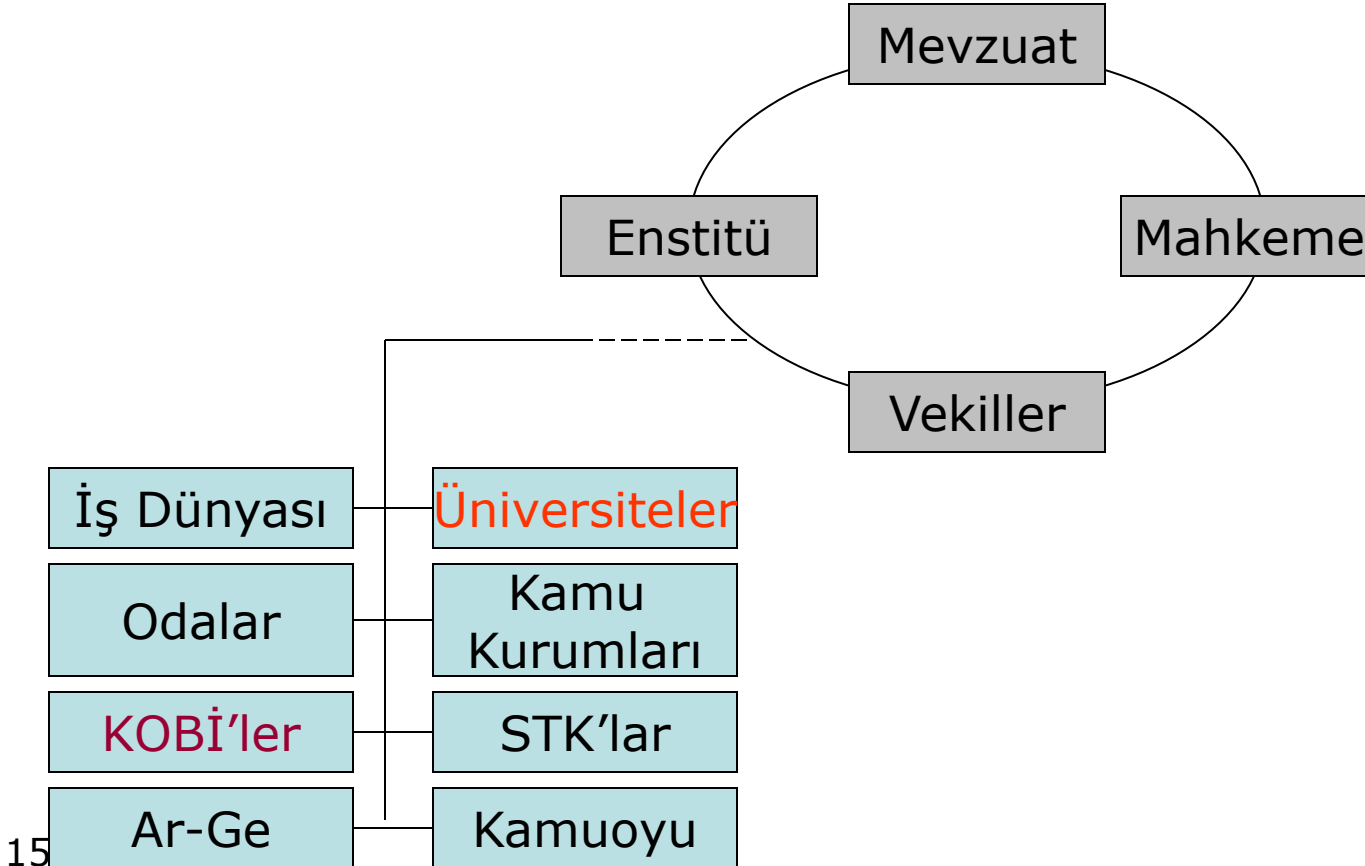 Mevzuat
Enstitü
Mahkeme
Vekiller
İş Dünyası
Üniversiteler
Odalar
Kamu
Kurumları
KOBİ’ler
STK’lar
Ar-Ge
Kamuoyu
15